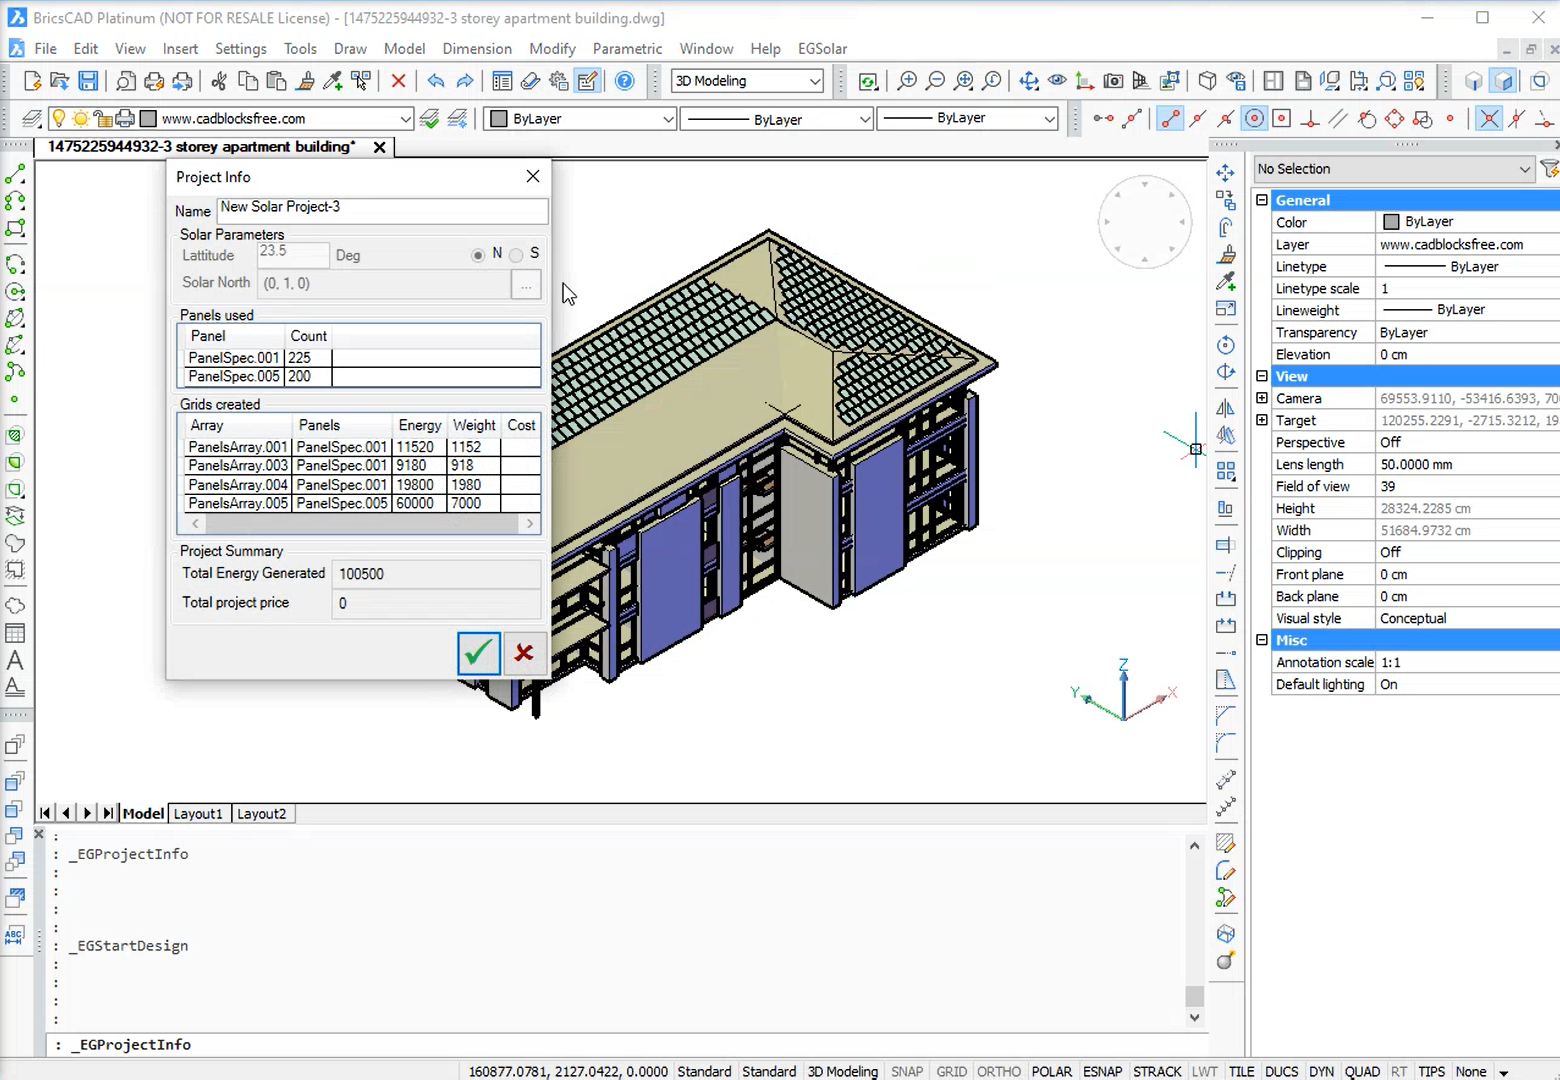 BricsCAD Platinum (NOT FOR RESALE License) - [1475225944932-3 storey apartment building.dwg]
File Edit View Insert Settings Tools Draw Model Dimension Modify Parametric Window Help EGSolar
3D Modeling
www.cadblocksfree.com ByLayer ByLayer ByLayer
1475225944932-3 storey apartment building*
Project Info
Name New Solar Project-3
Solar Parameters
Lattitude 23.5 Deg N S
Solar North (0, 1, 0) ...
Panels used
Panel Count
PanelSpec.001 225
PanelSpec.005 200
Grids created
Array Panels Energy Weight Cost
PanelsArray.001 PanelSpec.001 11520 1152
PanelsArray.003 PanelSpec.001 9180 918
PanelsArray.004 PanelSpec.001 19800 1980
PanelsArray.005 PanelSpec.005 60000 7000
Project Summary
Total Energy Generated 100500
Total project price 0
Z
Y X
No Selection
General
Color ByLayer
Layer www.cadblocksfree.com
Linetype ByLayer
Linetype scale 1
Lineweight ByLayer
Transparency ByLayer
Elevation 0 cm
View
Camera 69553.9110, -53416.6393, 70
Target 120255.2291, -2715.3212, 19
Perspective Off
Lens length 50.0000 mm
Field of view 39
Height 28324.2285 cm
Width 51684.9732 cm
Clipping Off
Front plane 0 cm
Back plane 0 cm
Visual style Conceptual
Misc
Annotation scale 1:1
Default lighting On
A
A
ABC
Model Layout1 Layout2
:
: _EGProjectInfo
:
:
:
:
_EGStartDesign
:
:
:
:
: _EGProjectInfo
160877.0781, 2127.0422, 0.0000 Standard Standard 3D Modeling SNAP GRID ORTHO POLAR ESNAP STRACK LWT TILE DUCS DYN QUAD RT TIPS None